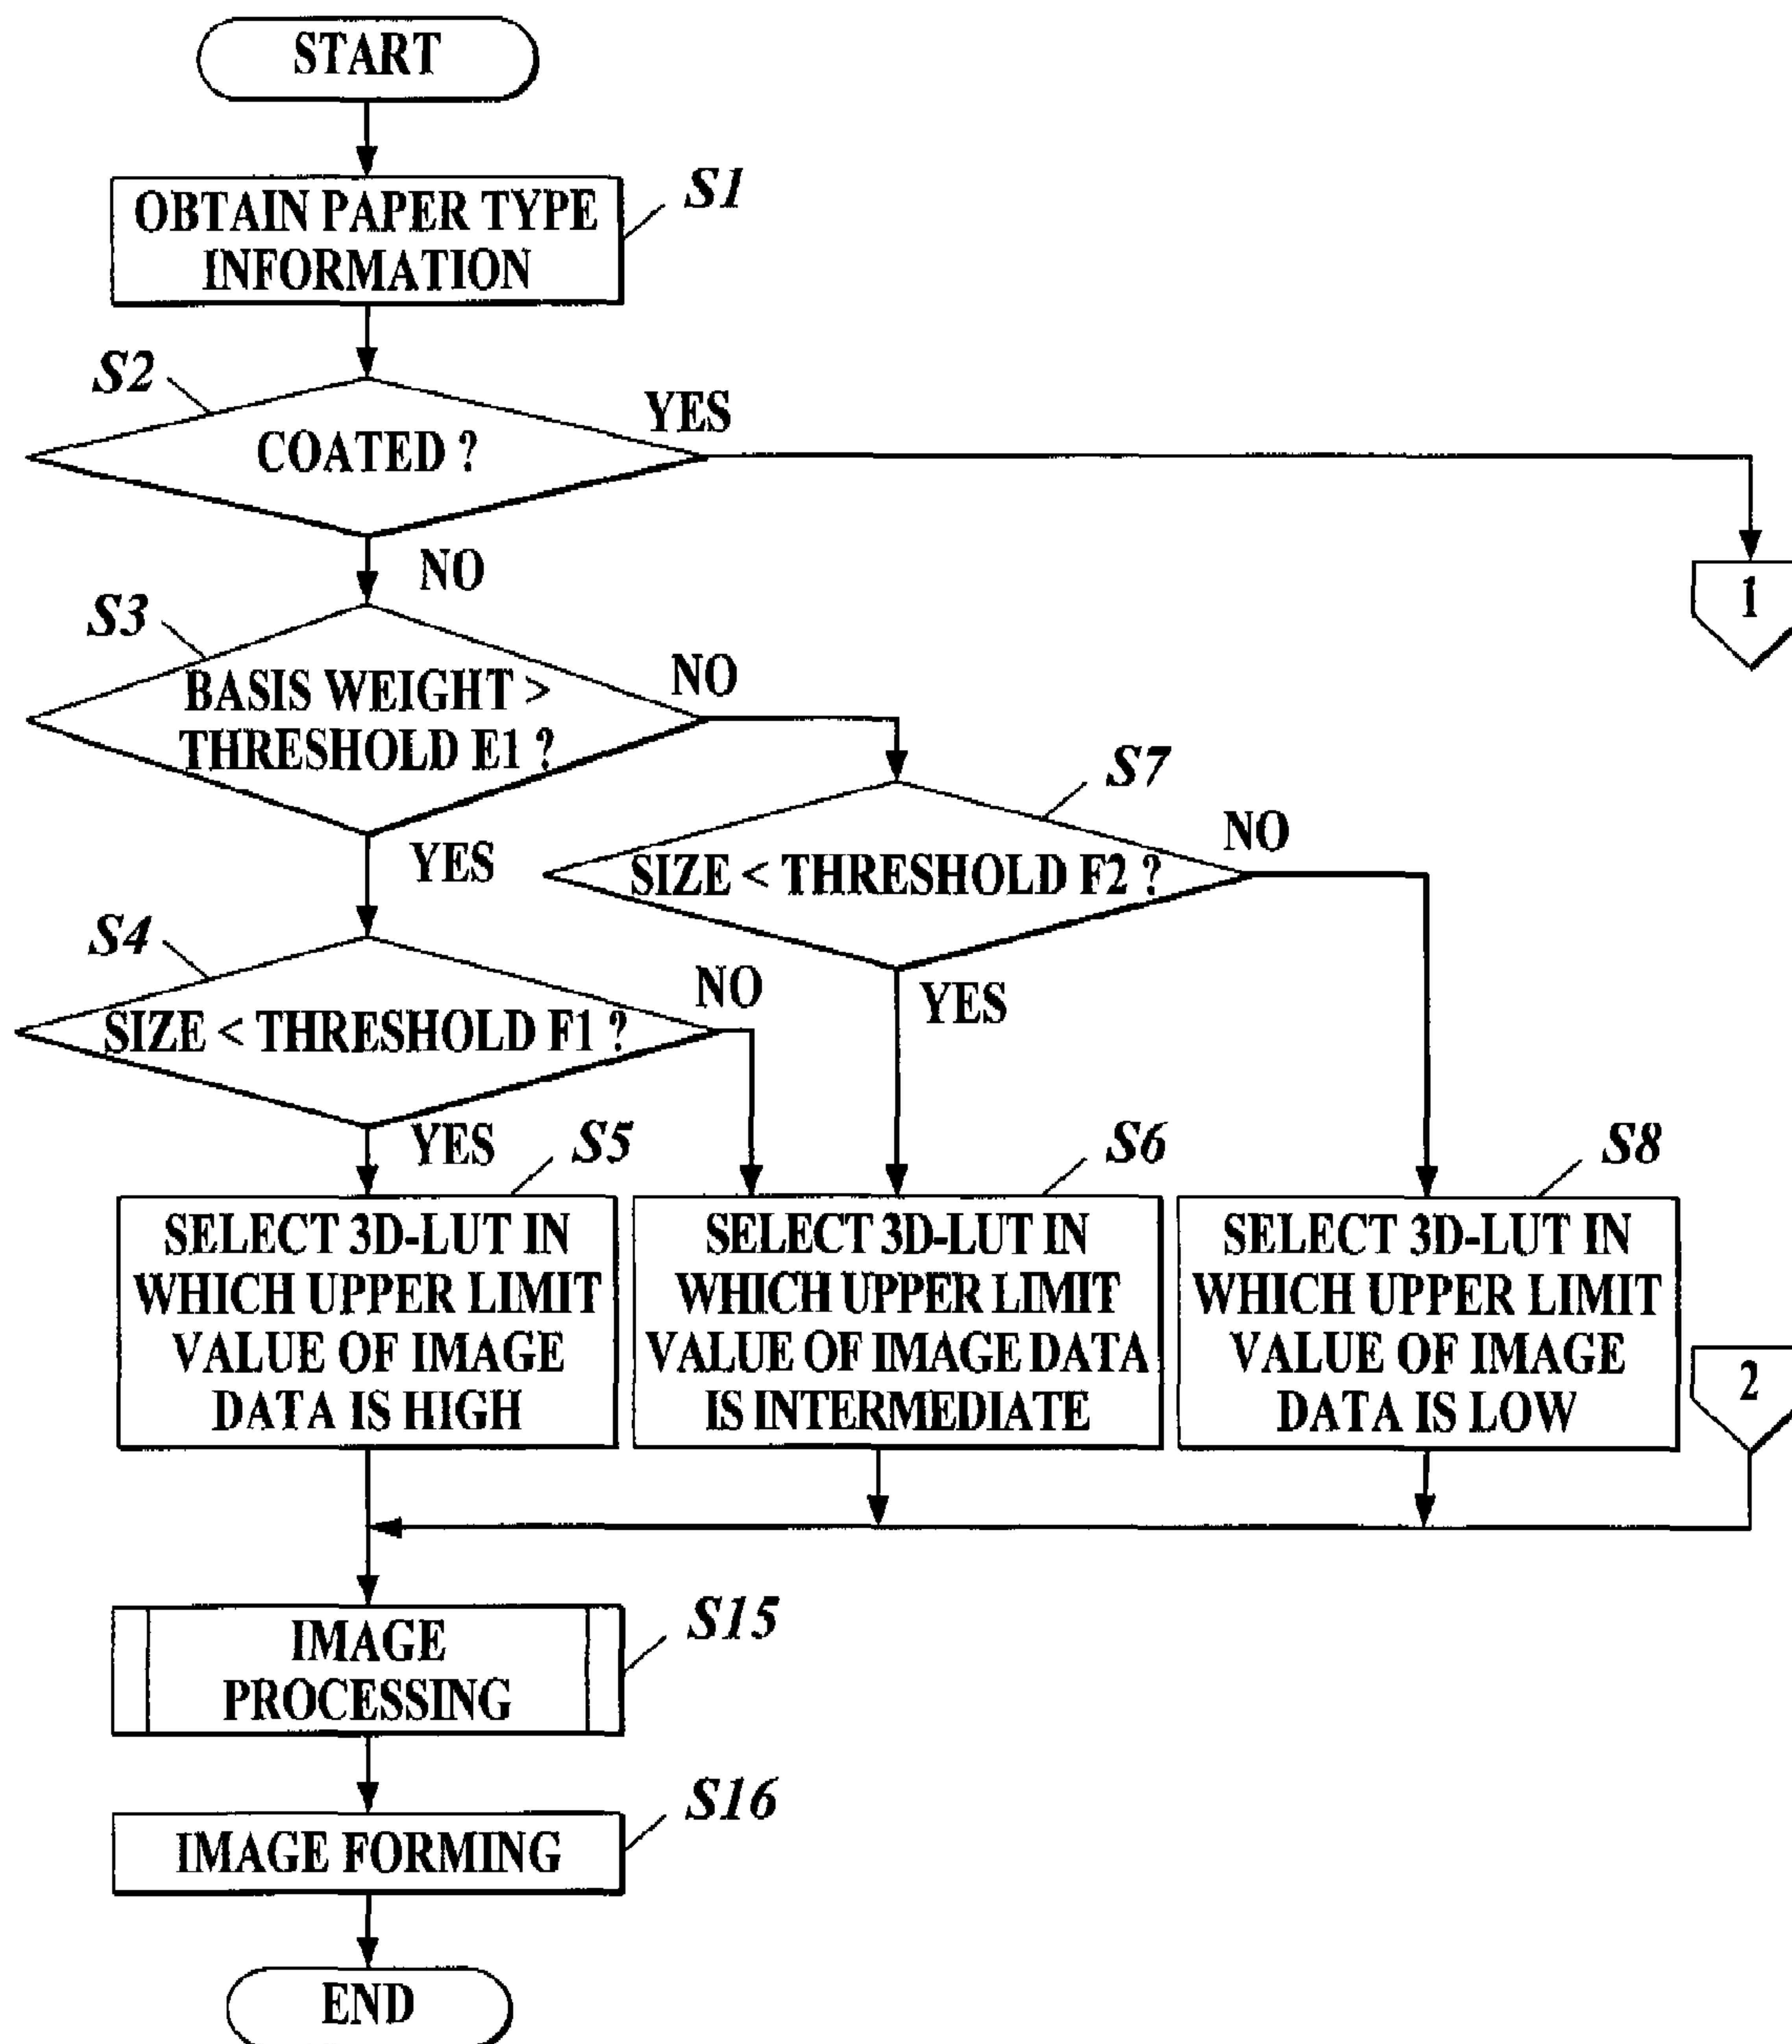 START
OBTAIN PAPER TYPE
INFORMATION
S1
S2
COATED ?
YES
NO
1
S3
BASIS WEIGHT >
THRESHOLD E1 ?
NO
YES
S7
SIZE < THRESHOLD F2 ?
NO
YES
S4
SIZE < THRESHOLD F1 ?
NO
YES
S5
SELECT 3D-LUT IN
WHICH UPPER LIMIT
VALUE OF IMAGE
DATA IS HIGH
S6
SELECT 3D-LUT IN
WHICH UPPER LIMIT
VALUE OF IMAGE DATA
IS INTERMEDIATE
S8
SELECT 3D-LUT IN
WHICH UPPER LIMIT
VALUE OF IMAGE
DATA IS LOW
2
IMAGE
PROCESSING
S15
IMAGE FORMING
S16
END